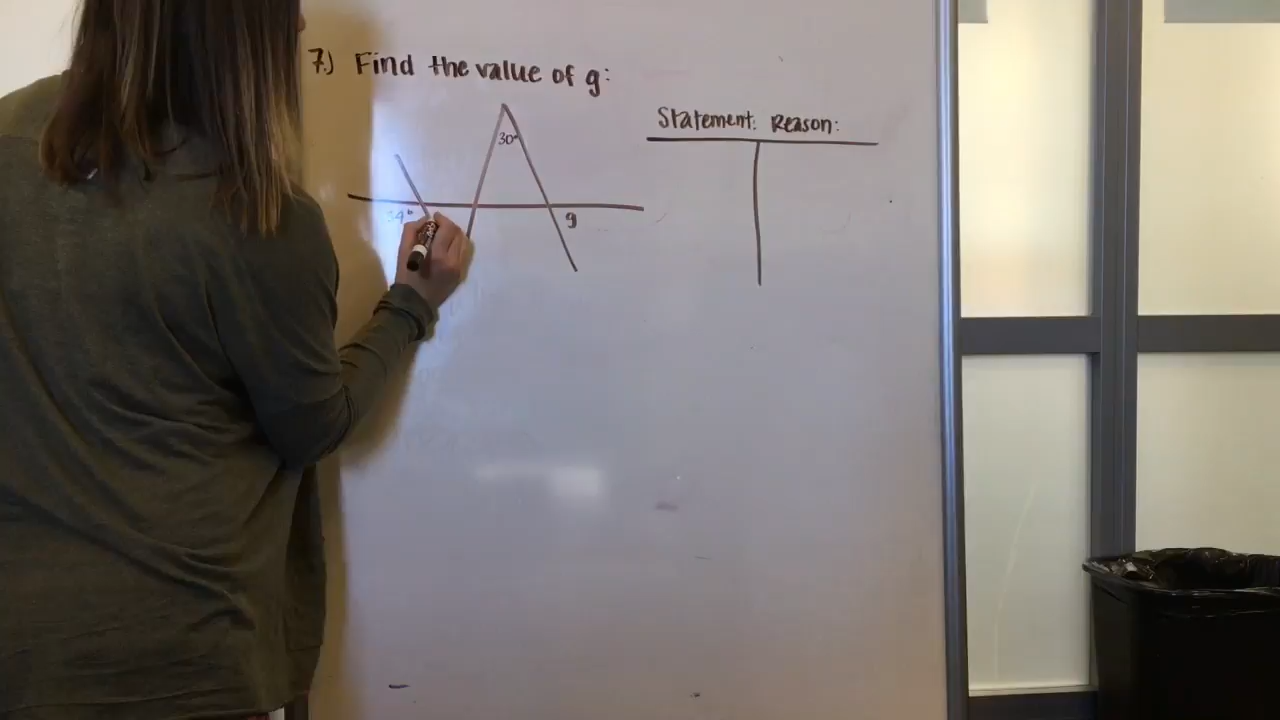 7.) Find the value of g:
Statement: Reason:
30°
g